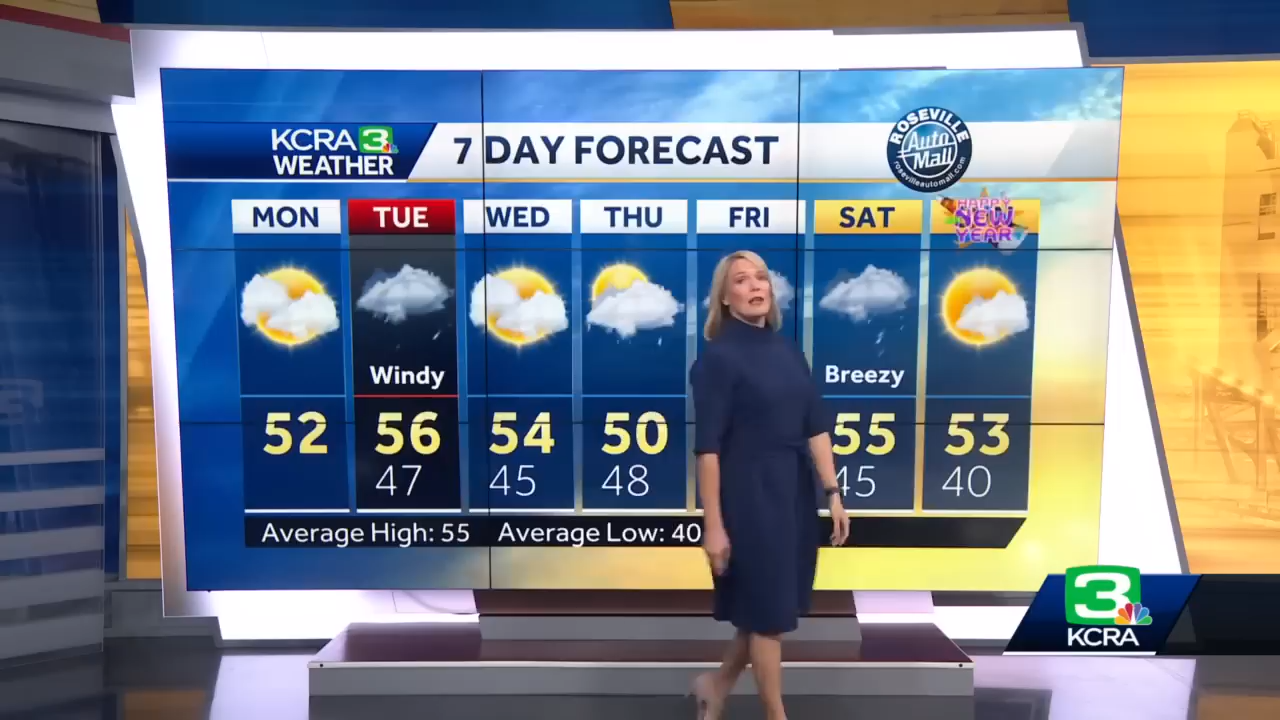 KCRA 3
WEATHER
7 DAY FORECAST
ROSEVILLE
Auto
Mall
rosevilleautomall.com
MON
TUE
WED
THU
FRI
SAT
HAPPY
NEW
YEAR
Windy
Breezy
52
56
54
50
55
53
47
45
48
45
40
Average High: 55
Average Low: 40
3
KCRA